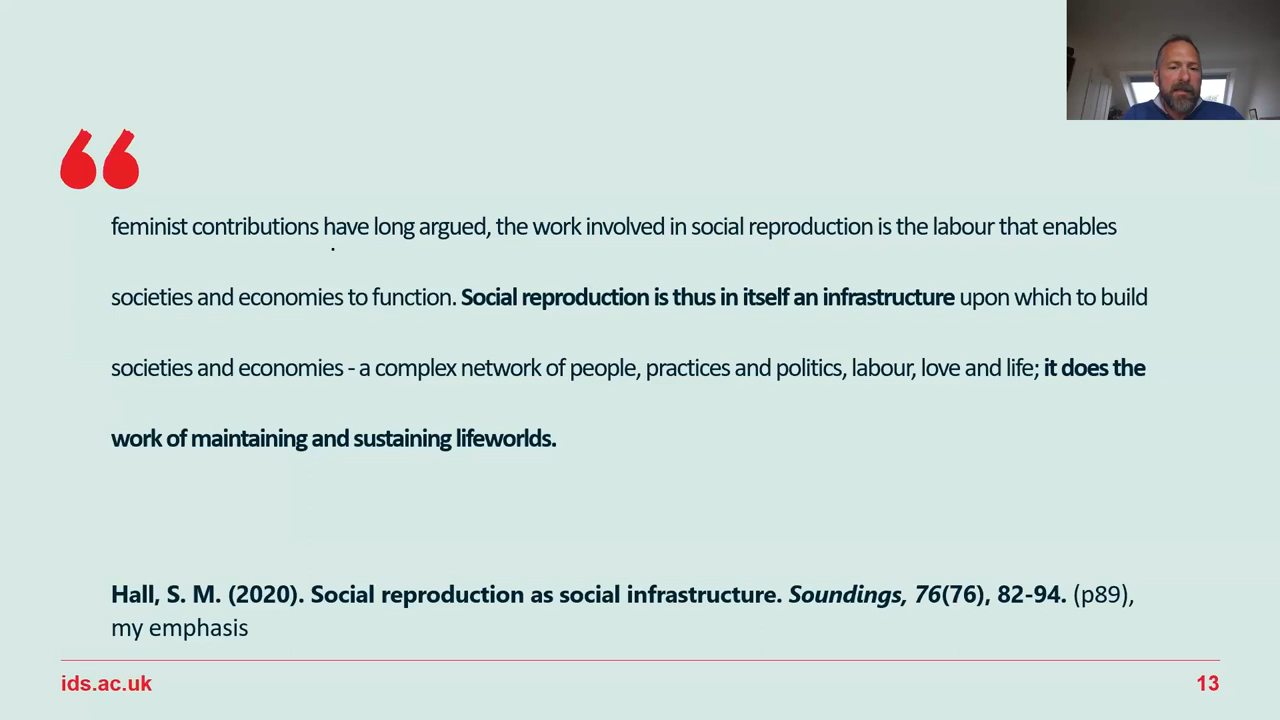 feminist contributions have long argued, the work involved in social reproduction is the labour that enables
societies and economies to function. Social reproduction is thus in itself an infrastructure upon which to build
societies and economies - a complex network of people, practices and politics, labour, love and life; it does the
work of maintaining and sustaining lifeworlds.
Hall, S. M. (2020). Social reproduction as social infrastructure. Soundings, 76(76), 82-94. (p89),
my emphasis
ids.ac.uk
13